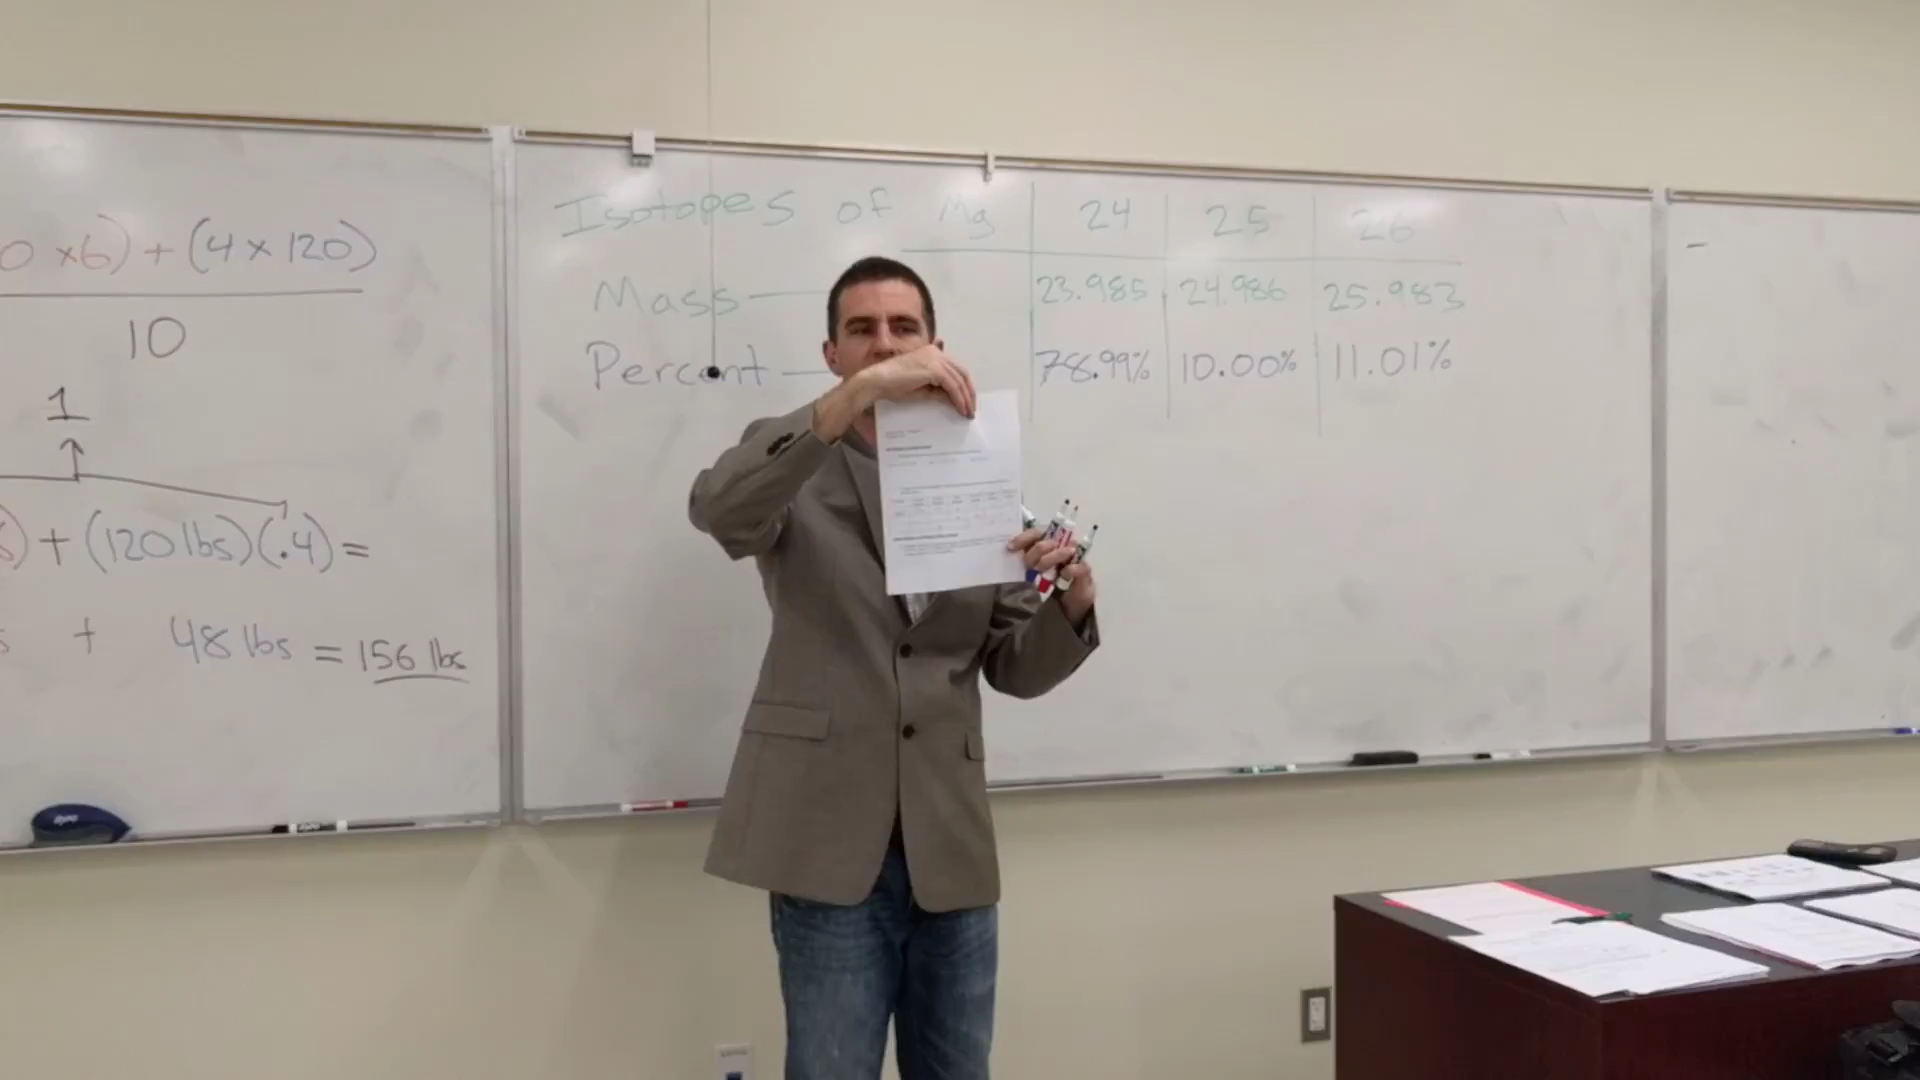 0 x6) + (4 x 120)
10
1
) + (120 lbs)(.4) =
+ 48 lbs = 156 lbs
Isotopes of Mg 24 25 26
Mass 23.985 24.986 25.983
Percent 78.99% 10.00% 11.01%